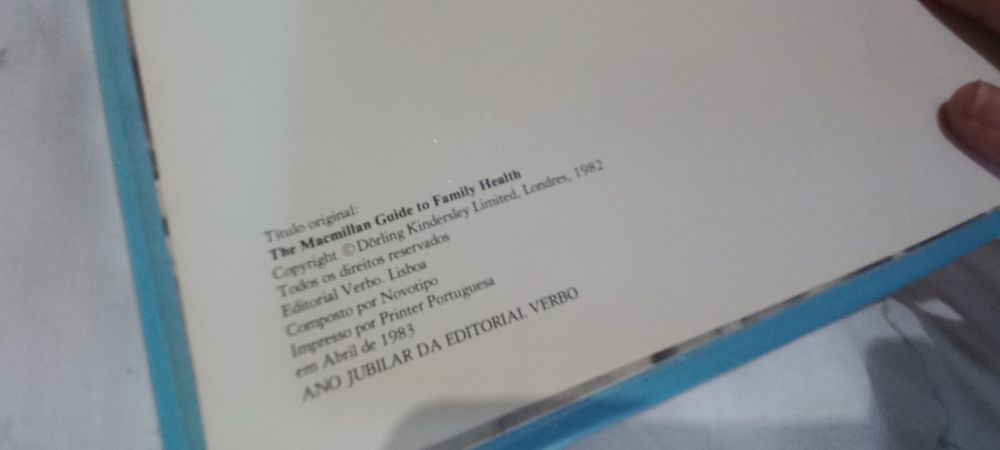 Título original:
The Macmillan Guide to Family Health
Copyright © Dörling Kindersley Limited, Londres, 1982
Todos os direitos reservados
Editorial Verbo. Lisboa
Composto por Novotipo
Impresso por Printer Portuguesa
em Abril de 1983
ANO JUBILAR DA EDITORIAL VERBO